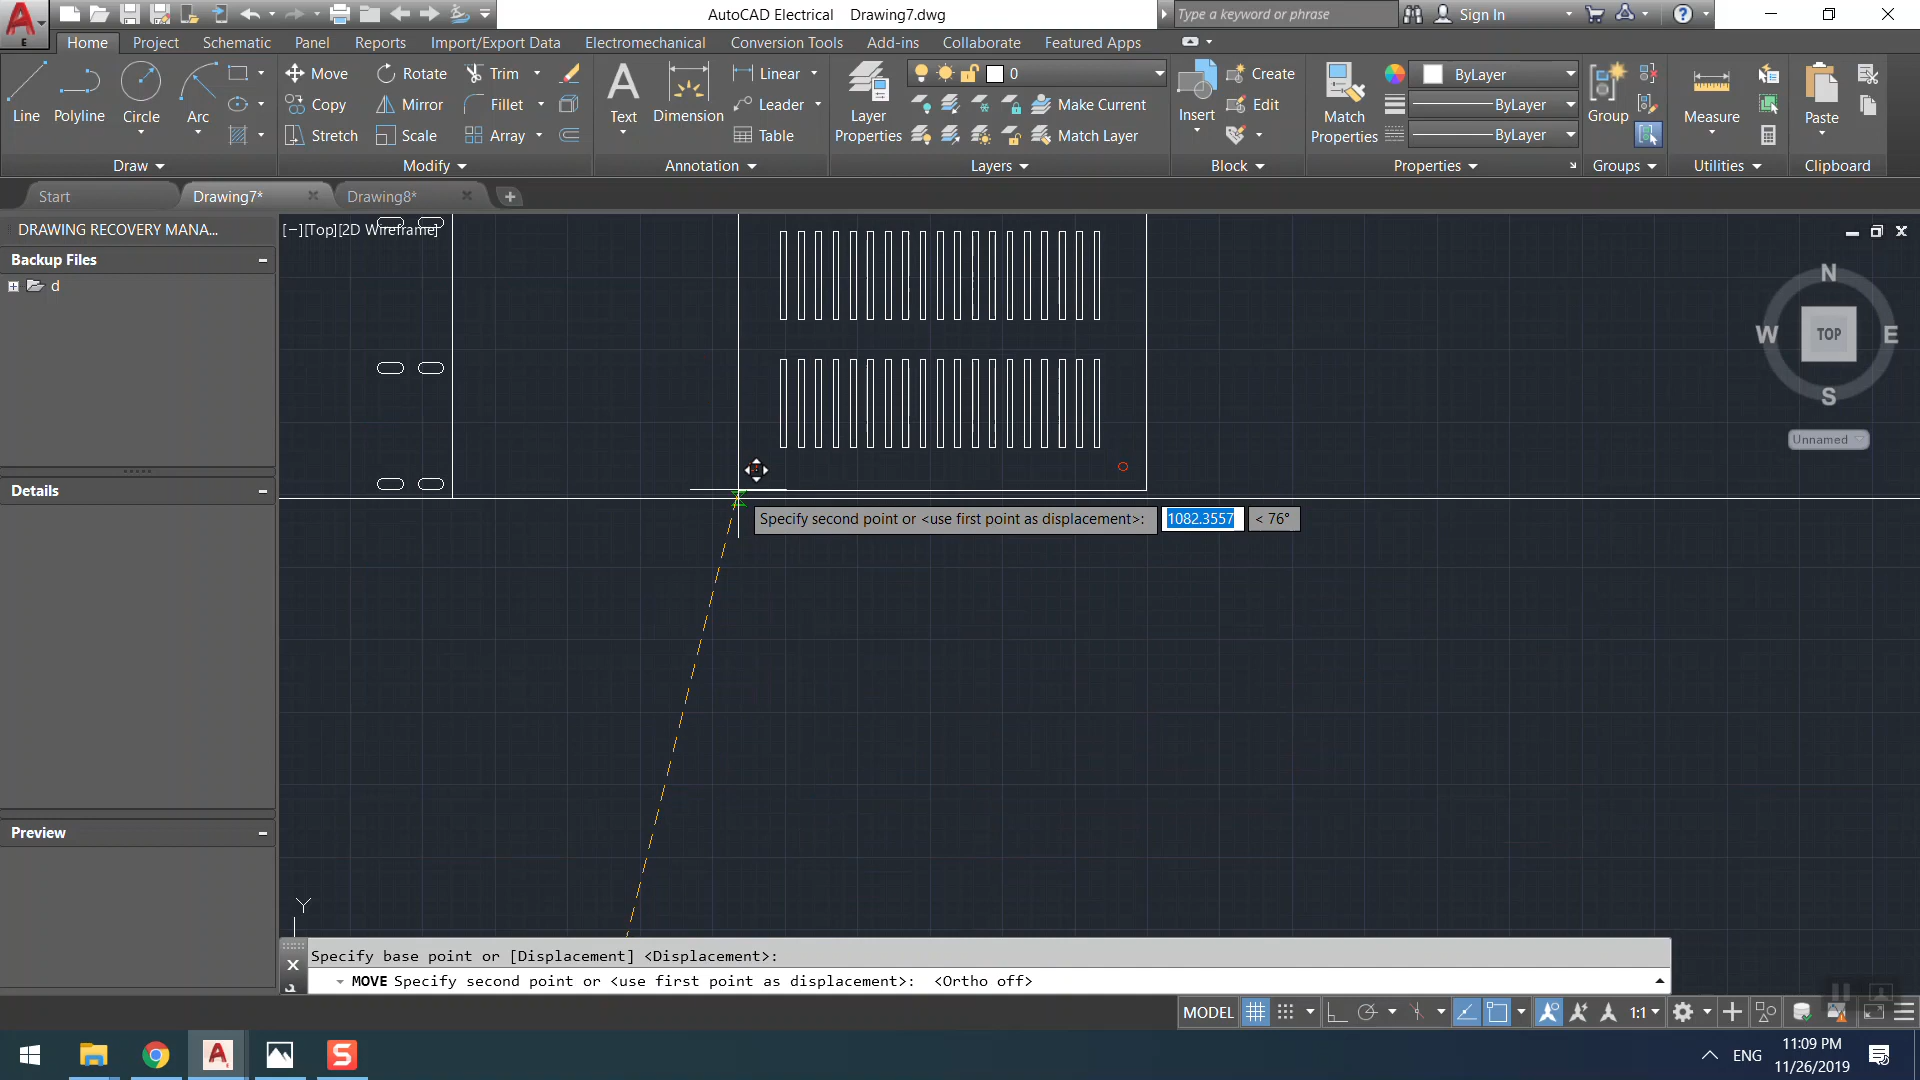 A
E
AutoCAD Electrical Drawing7.dwg
Type a keyword or phrase
Sign In
Home Project Schematic Panel Reports Import/Export Data Electromechanical Conversion Tools Add-ins Collaborate Featured Apps
Line
Polyline
Circle
Arc
Draw
Move Rotate Trim
Copy Mirror Fillet
Stretch Scale Array
Modify
A
Text
Dimension
Linear
Leader
Table
Annotation
Layer
Properties
0
Make Current
Match Layer
Layers
Insert
Create
Edit
Block
Match
Properties
ByLayer
ByLayer
ByLayer
Properties
Group
Groups
Measure
Utilities
Paste
Clipboard
Start Drawing7* Drawing8*
DRAWING RECOVERY MANA...
Backup Files
d
Details
Preview
[−][Top][2D Wireframe]
N
W TOP E
S
Unnamed
Specify second point or <use first point as displacement>: 1082.3557 < 76°
Y
Specify base point or [Displacement] <Displacement>:
MOVE Specify second point or <use first point as displacement>: <Ortho off>
MODEL 1:1
A S
ENG
11:09 PM
11/26/2019